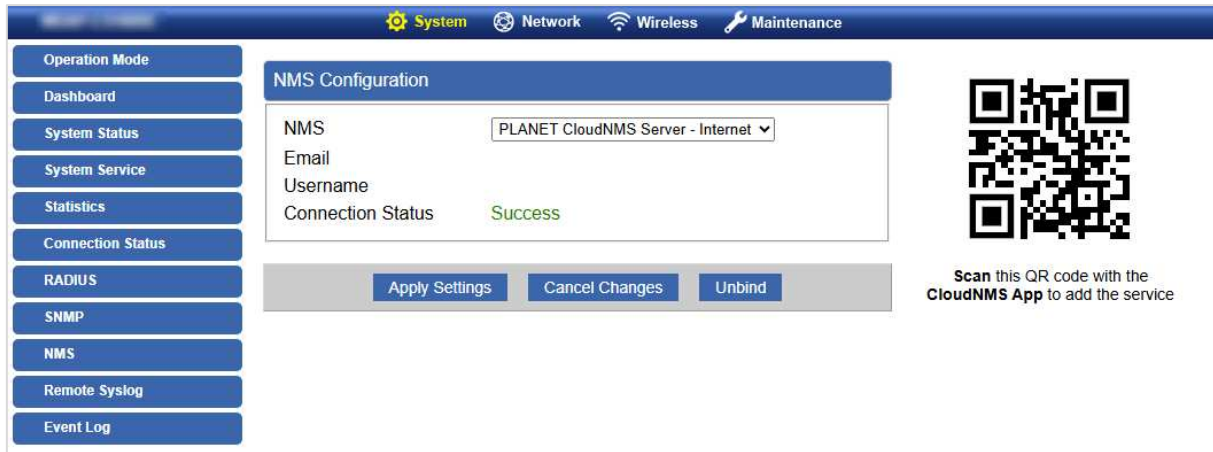 System Network Wireless Maintenance
Operation Mode
Dashboard
System Status
System Service
Statistics
Connection Status
RADIUS
SNMP
NMS
Remote Syslog
Event Log
NMS Configuration
NMS PLANET CloudNMS Server - Internet
Email
Username
Connection Status Success
Apply Settings Cancel Changes Unbind
Scan this QR code with the
CloudNMS App to add the service